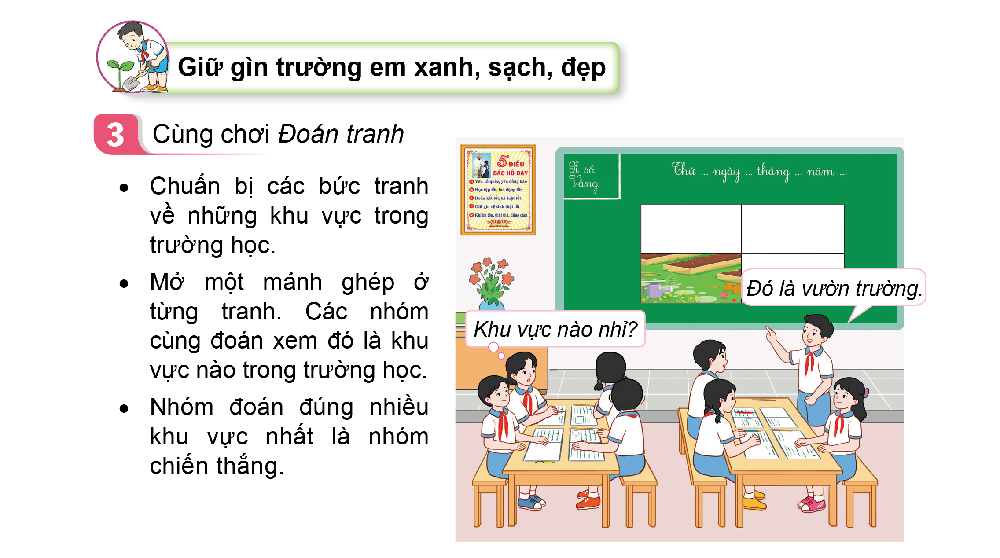 Giữ gìn trường em xanh, sạch, đẹp
3 Cùng chơi Đoán tranh
• Chuẩn bị các bức tranh
về những khu vực trong
trường học.
• Mở một mảnh ghép ở
từng tranh. Các nhóm
cùng đoán xem đó là khu
vực nào trong trường học.
• Nhóm đoán đúng nhiều
khu vực nhất là nhóm
chiến thắng.
5 ĐIỀU
BÁC HỒ DẠY
1 Yêu Tổ quốc, yêu đồng bào
2 Học tập tốt, lao động tốt
3 Đoàn kết tốt, kỉ luật tốt
4 Giữ gìn vệ sinh thật tốt
5 Khiêm tốn, thật thà, dũng cảm
Sĩ số:
Vắng:
Thứ ... ngày ... tháng ... năm ...
Đó là vườn trường.
Khu vực nào nhỉ?